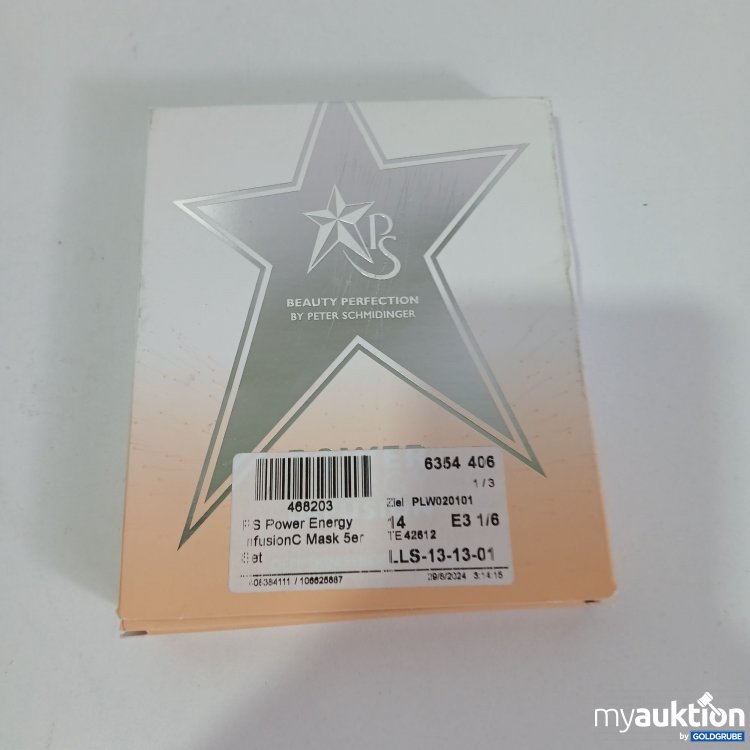 PS
BEAUTY PERFECTION
BY PETER SCHMIDINGER
468203
6354 406
1/3
Ziel PLW020101
PS Power Energy
InfusionC Mask 5er
Set
14 E3 1/6
TE 42612
LLS-13-13-01
29/8/2024 3:14:15
myauktion
by GOLDGRUBE